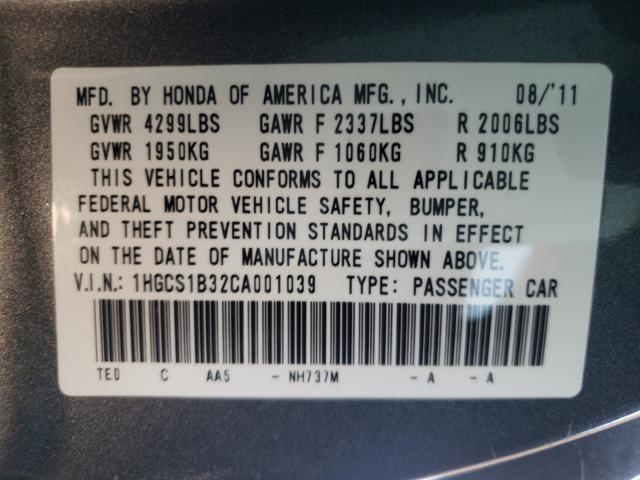 MFD. BY HONDA OF AMERICA MFG., INC. 08/'11
GVWR 4299LBS GAWR F 2337LBS R 2006LBS
GVWR 1950KG GAWR F 1060KG R 910KG
THIS VEHICLE CONFORMS TO ALL APPLICABLE
FEDERAL MOTOR VEHICLE SAFETY, BUMPER,
AND THEFT PREVENTION STANDARDS IN EFFECT
ON THE DATE OF MANUFACTURE SHOWN ABOVE.
V.I.N.: 1HGCS1B32CA001039 TYPE: PASSENGER CAR
TE0 C AA5 - NH737M - A - A